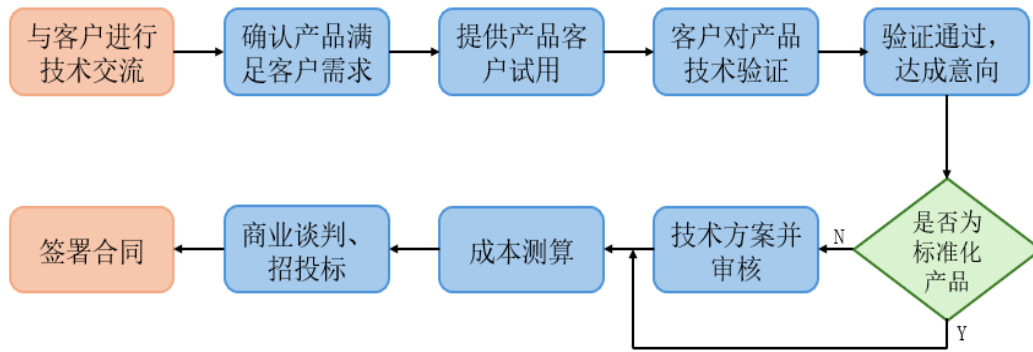 与客户进行
技术交流
确认产品满
足客户需求
提供产品客
户试用
客户对产品
技术验证
验证通过，
达成意向
是否为
标准化
产品
N
Y
技术方案并
审核
成本测算
商业谈判、
招投标
签署合同